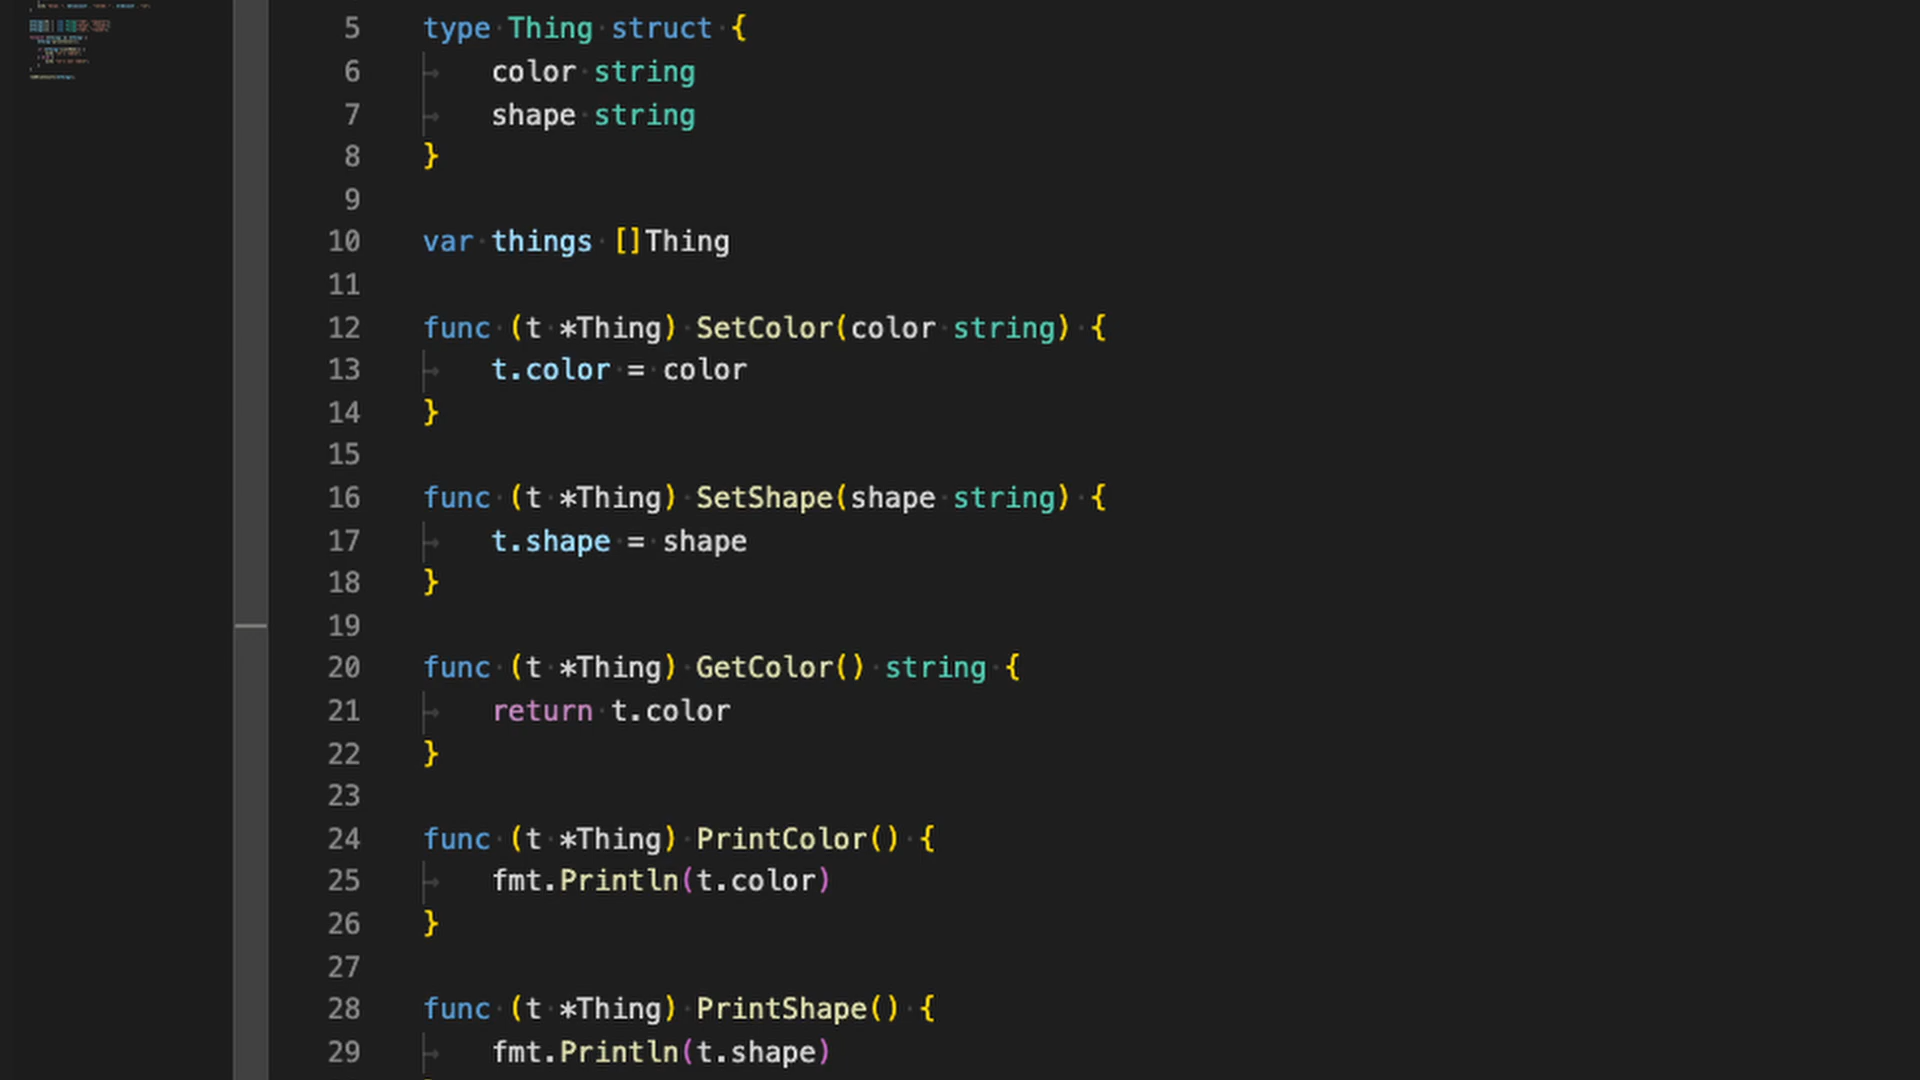 5 type Thing struct {
6 color string
7 shape string
8 }
9
10 var things []Thing
11
12 func (t *Thing) SetColor(color string) {
13 t.color = color
14 }
15
16 func (t *Thing) SetShape(shape string) {
17 t.shape = shape
18 }
19
20 func (t *Thing) GetColor() string {
21 return t.color
22 }
23
24 func (t *Thing) PrintColor() {
25 fmt.Println(t.color)
26 }
27
28 func (t *Thing) PrintShape() {
29 fmt.Println(t.shape)